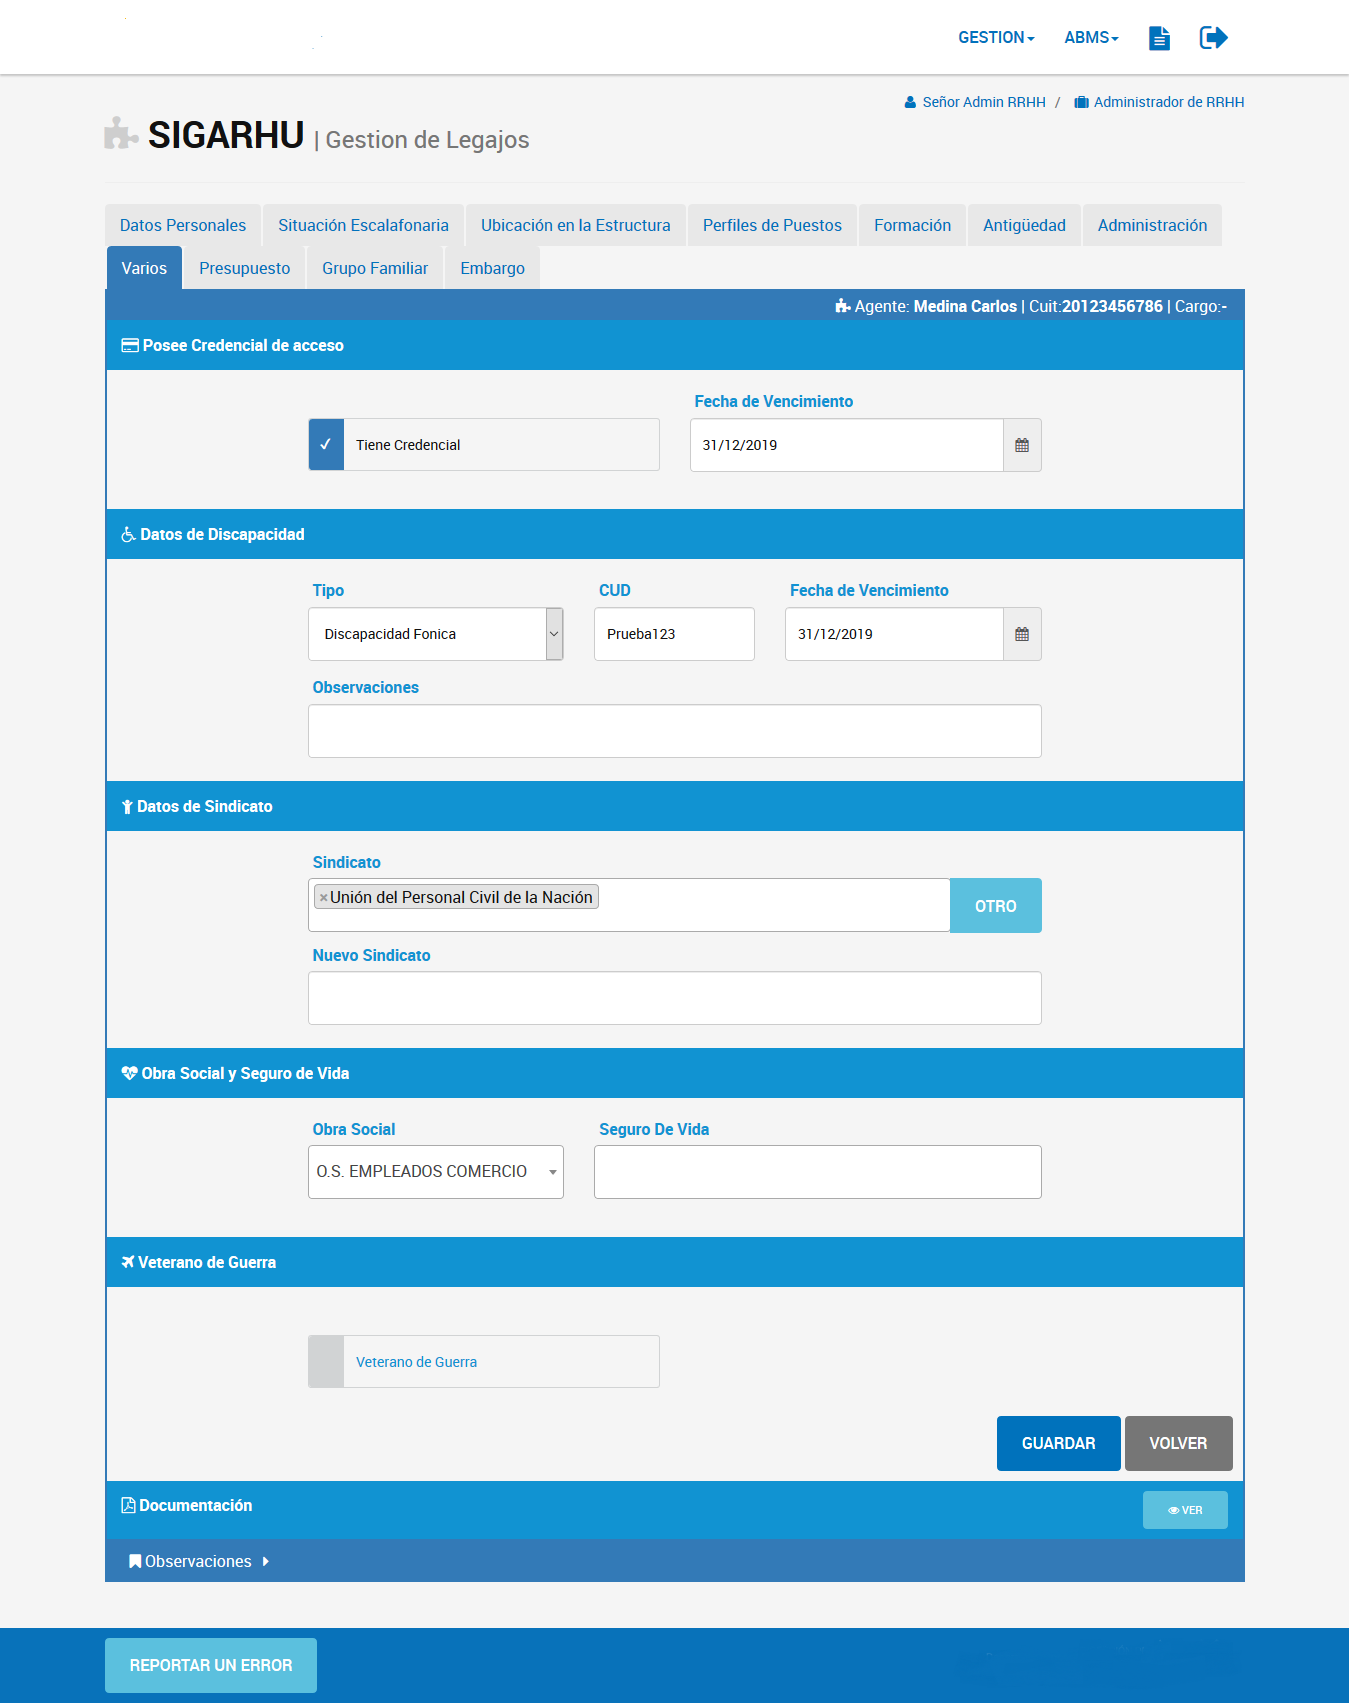 GESTION ABMS
Señor Admin RRHH / Administrador de RRHH
SIGARHU | Gestion de Legajos
Datos Personales Situación Escalafonaria Ubicación en la Estructura Perfiles de Puestos Formación Antigüedad Administración
Varios Presupuesto Grupo Familiar Embargo
Agente: Medina Carlos | Cuit:20123456786 | Cargo:-
Posee Credencial de acceso
Fecha de Vencimiento
Tiene Credencial 31/12/2019
Datos de Discapacidad
Tipo CUD Fecha de Vencimiento
Discapacidad Fonica Prueba123 31/12/2019
Observaciones
Datos de Sindicato
Sindicato
×Unión del Personal Civil de la Nación OTRO
Nuevo Sindicato
Obra Social y Seguro de Vida
Obra Social Seguro De Vida
O.S. EMPLEADOS COMERCIO
Veterano de Guerra
Veterano de Guerra
GUARDAR VOLVER
Documentación VER
Observaciones
REPORTAR UN ERROR